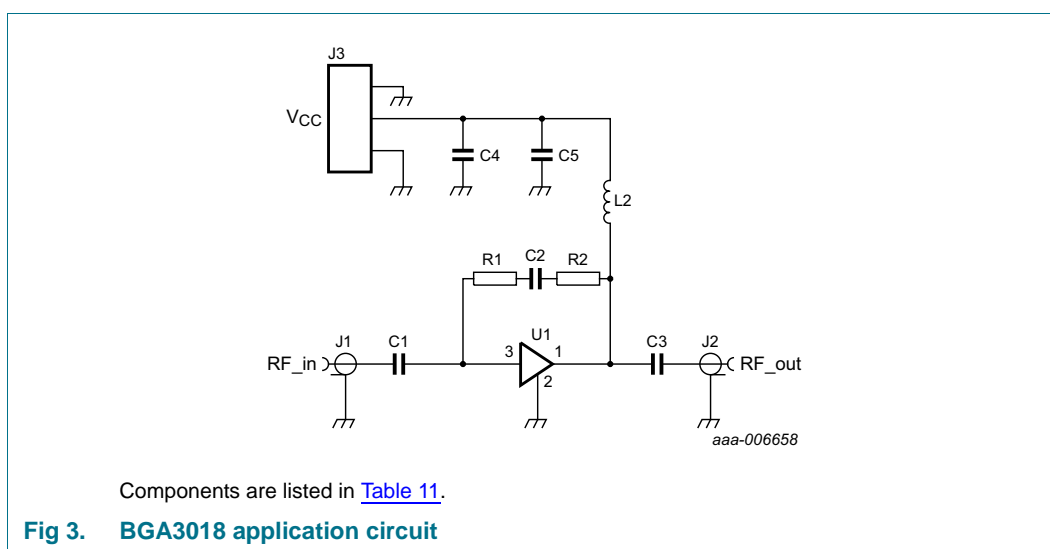 J3
VCC
C4
C5
L2
R1
C2
R2
U1
J1
C1
C3
J2
RF_in
3
1
2
RF_out
aaa-006658
Components are listed in Table 11.
Fig 3. BGA3018 application circuit